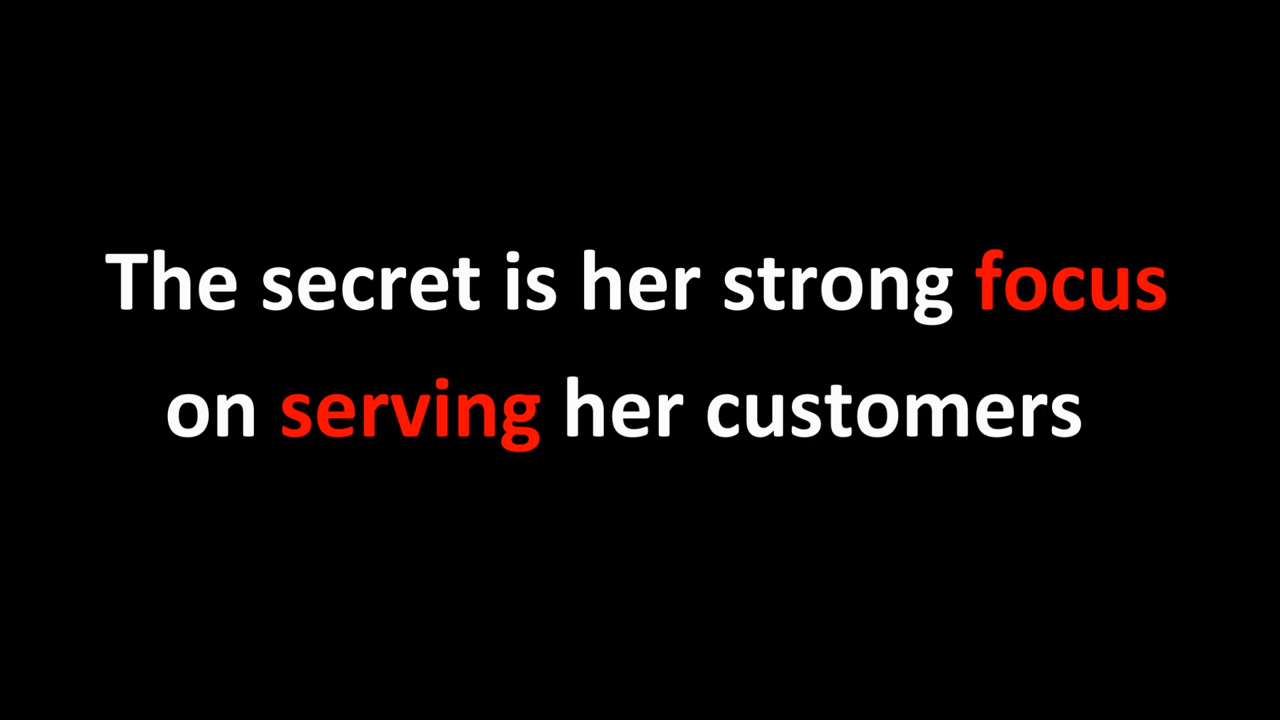 The secret is her strong focus
on serving her customers